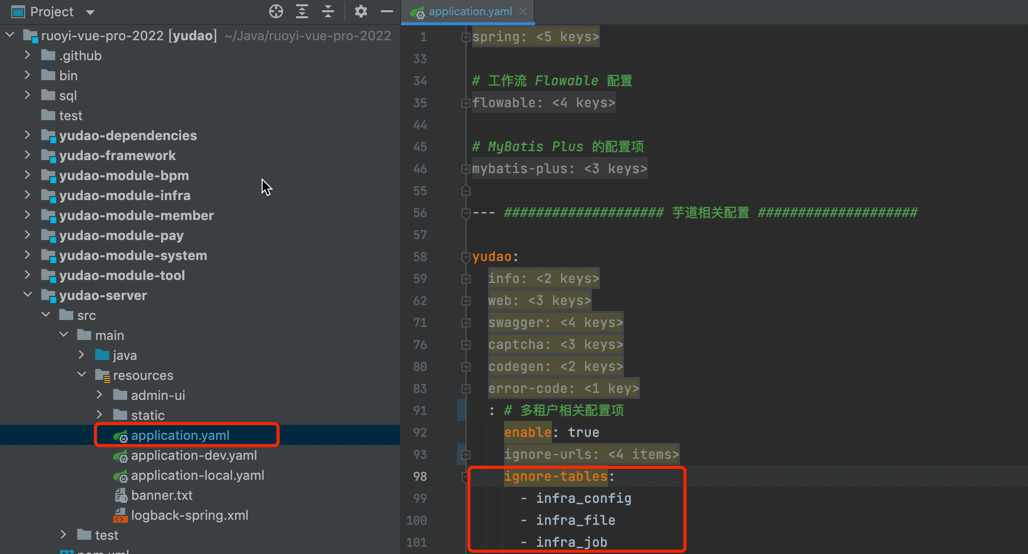 Project
ruoyi-vue-pro-2022 [yudao] ~/Java/ruoyi-vue-pro-2022
.github
bin
sql
test
yudao-dependencies
yudao-framework
yudao-module-bpm
yudao-module-infra
yudao-module-member
yudao-module-pay
yudao-module-system
yudao-module-tool
yudao-server
src
main
java
resources
admin-ui
static
application.yaml
application-dev.yaml
application-local.yaml
banner.txt
logback-spring.xml
test
application.yaml
1 spring: <5 keys>
33
34 # 工作流 Flowable 配置
35 flowable: <4 keys>
44
45 # MyBatis Plus 的配置项
46 mybatis-plus: <3 keys>
55
56 --- #################### 芋道相关配置 ####################
57
58 yudao:
59 info: <2 keys>
62 web: <3 keys>
71 swagger: <4 keys>
76 captcha: <3 keys>
80 codegen: <2 keys>
83 error-code: <1 key>
91 : # 多租户相关配置项
92 enable: true
93 ignore-urls: <4 items>
98 ignore-tables:
99 - infra_config
100 - infra_file
101 - infra_job